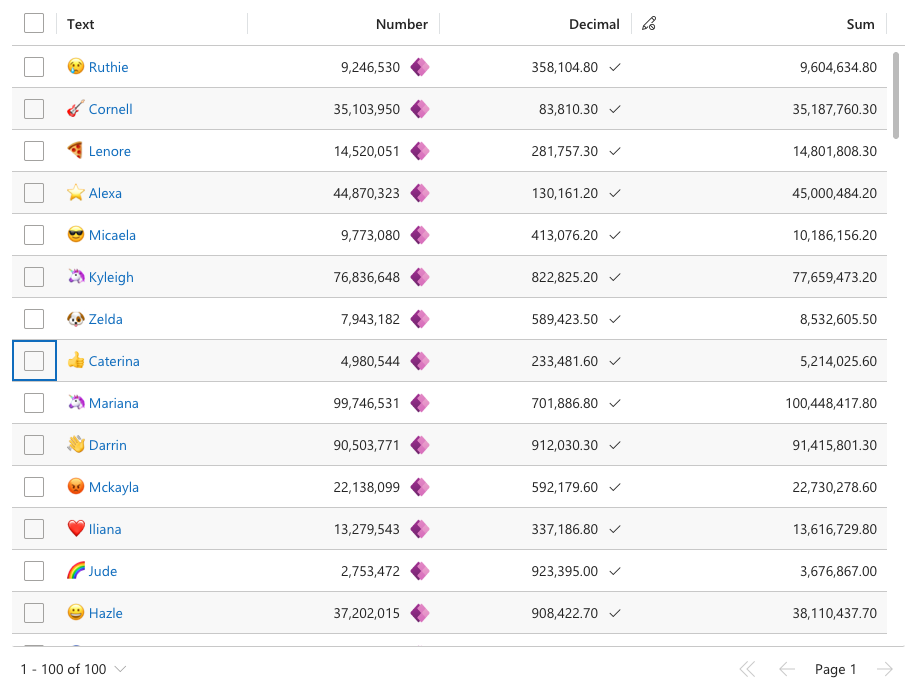 Text Number Decimal Sum
😢 Ruthie 9,246,530 358,104.80 9,604,634.80
🎸 Cornell 35,103,950 83,810.30 35,187,760.30
🍕 Lenore 14,520,051 281,757.30 14,801,808.30
⭐ Alexa 44,870,323 130,161.20 45,000,484.20
😎 Micaela 9,773,080 413,076.20 10,186,156.20
🦄 Kyleigh 76,836,648 822,825.20 77,659,473.20
🐶 Zelda 7,943,182 589,423.50 8,532,605.50
👍 Caterina 4,980,544 233,481.60 5,214,025.60
🦄 Mariana 99,746,531 701,886.80 100,448,417.80
👋 Darrin 90,503,771 912,030.30 91,415,801.30
😡 Mckayla 22,138,099 592,179.60 22,730,278.60
❤️ Iliana 13,279,543 337,186.80 13,616,729.80
🌈 Jude 2,753,472 923,395.00 3,676,867.00
😀 Hazle 37,202,015 908,422.70 38,110,437.70
1 - 100 of 100 Page 1